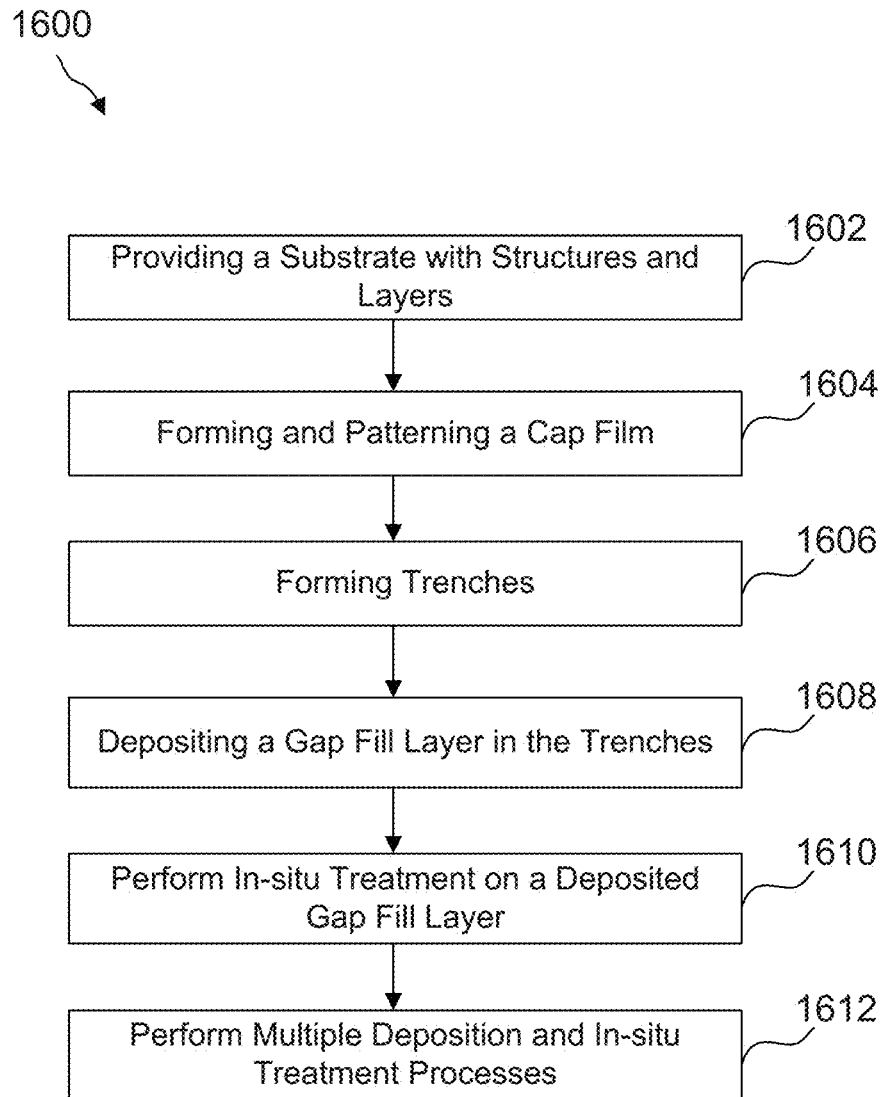 1600
Providing a Substrate with Structures and
Layers
1602
Forming and Patterning a Cap Film
1604
Forming Trenches
1606
Depositing a Gap Fill Layer in the Trenches
1608
Perform In-situ Treatment on a Deposited
Gap Fill Layer
1610
Perform Multiple Deposition and In-situ
Treatment Processes
1612